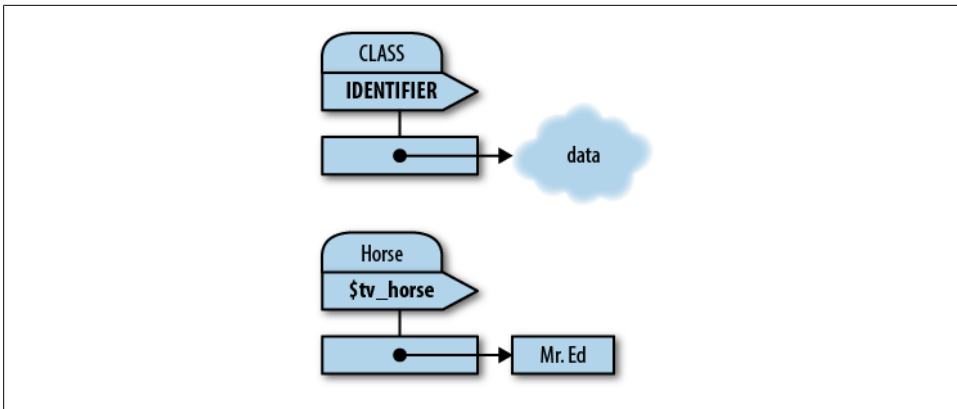 CLASS
IDENTIFIER
data
Horse
$tv_horse
Mr. Ed